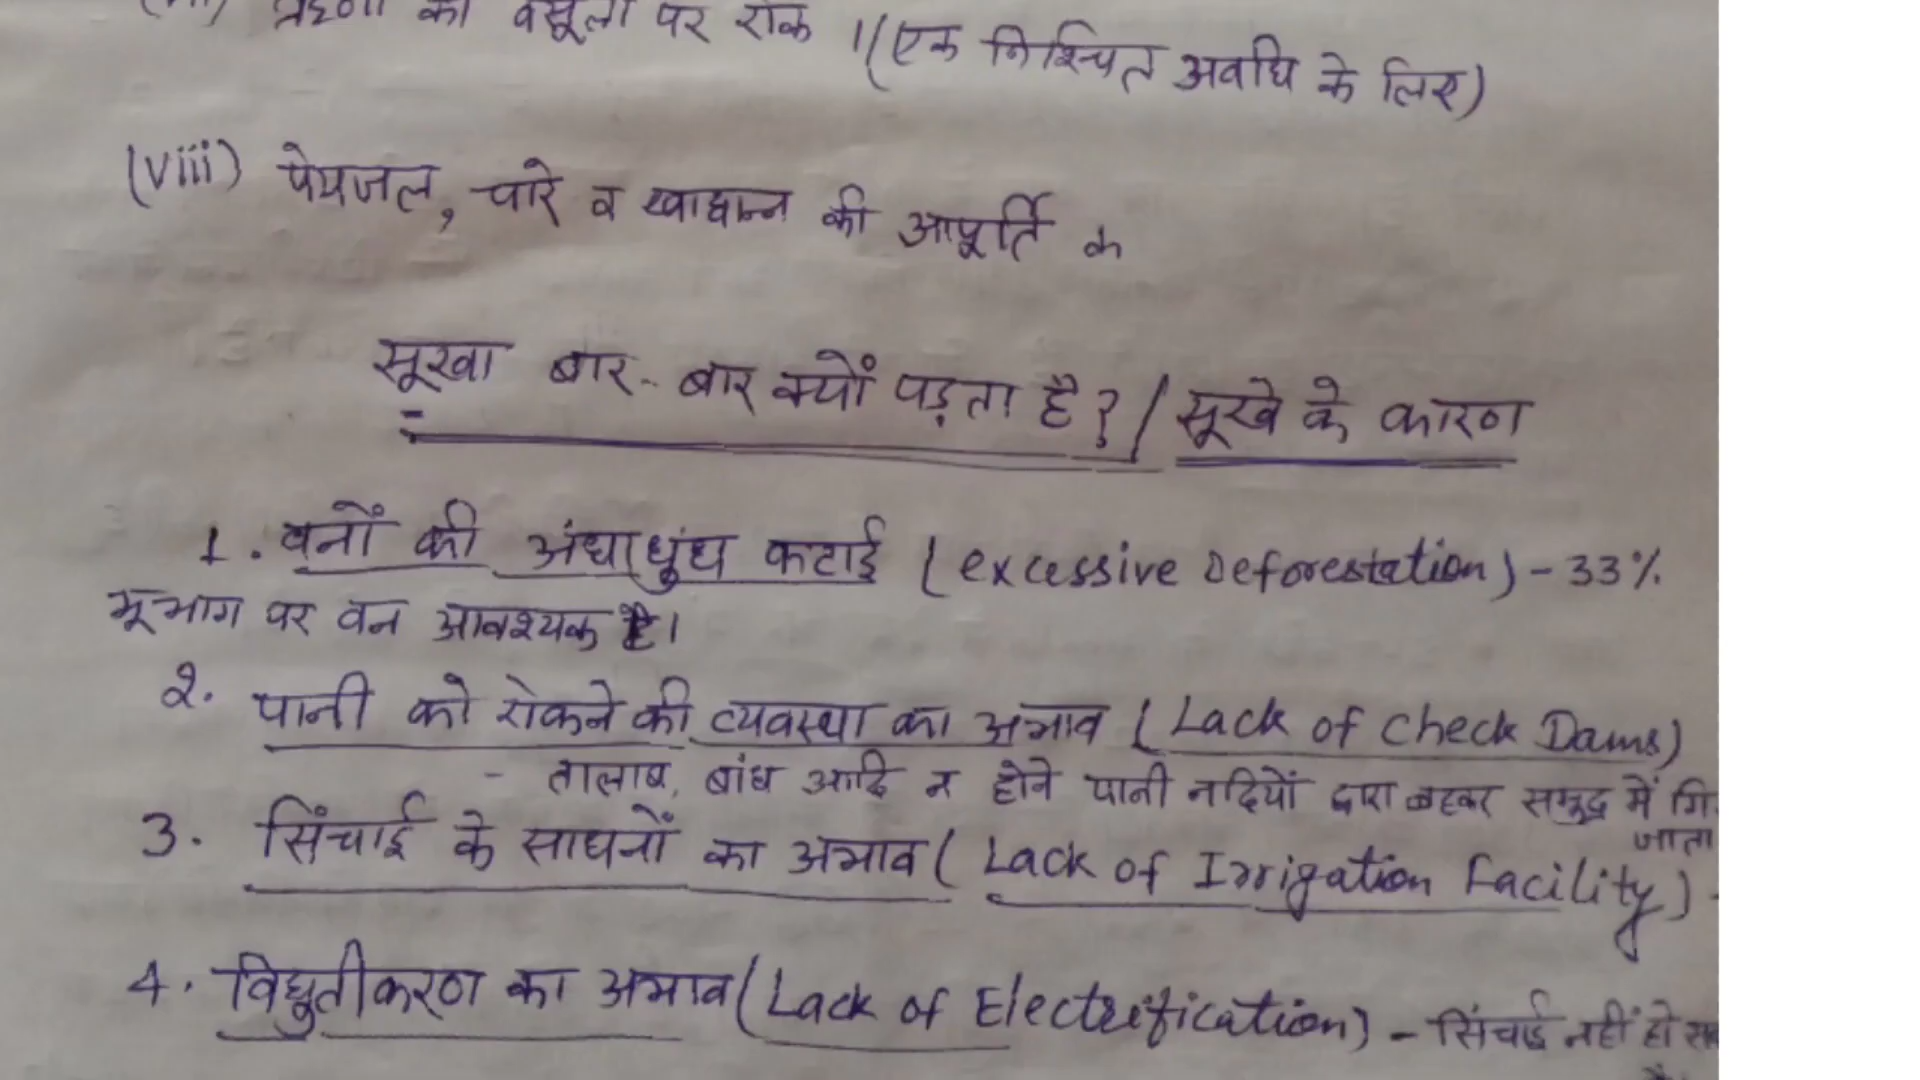 की वसूली पर रोक । (एक निश्चित अवधि के लिए)
(viii) पेयजल, चारे व खाद्यान्न की आपूर्ति क
सूखा बार-बार क्यों पड़ता है? / सूखे के कारण
1. वनों की अंधाधुंध कटाई (excessive Deforestation) - 33%
भूभाग पर वन आवश्यक है।
2. पानी को रोकने की व्यवस्था का अभाव (Lack of Check Dams)
- तालाब, बांध आदि न होने पानी नदियों द्वारा बहकर समुद्र में गि
जाता
3. सिंचाई के साधनों का अभाव (Lack of Irrigation Facility) -
4. विद्युतीकरण का अभाव (Lack of Electrification) - सिंचाई नहीं हो